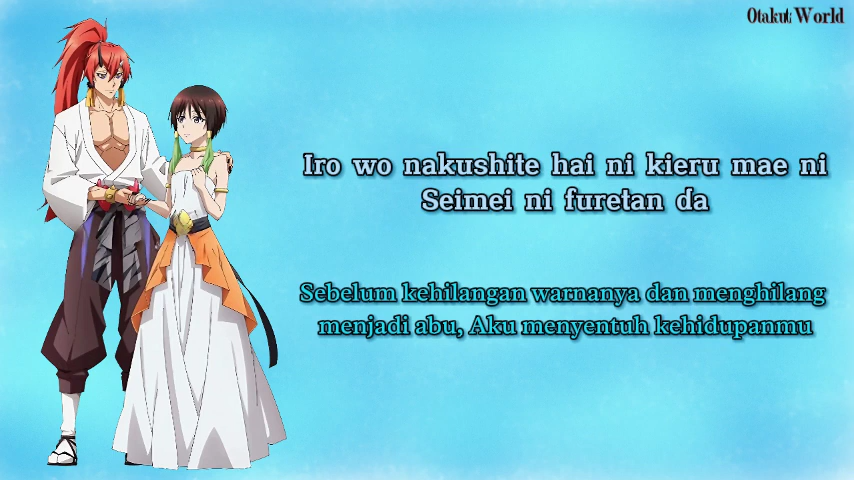 Otaku World
Iro wo nakushite hai ni kieru mae ni
Seimei ni furetan da
Sebelum kehilangan warnanya dan menghilang
menjadi abu, Aku menyentuh kehidupanmu